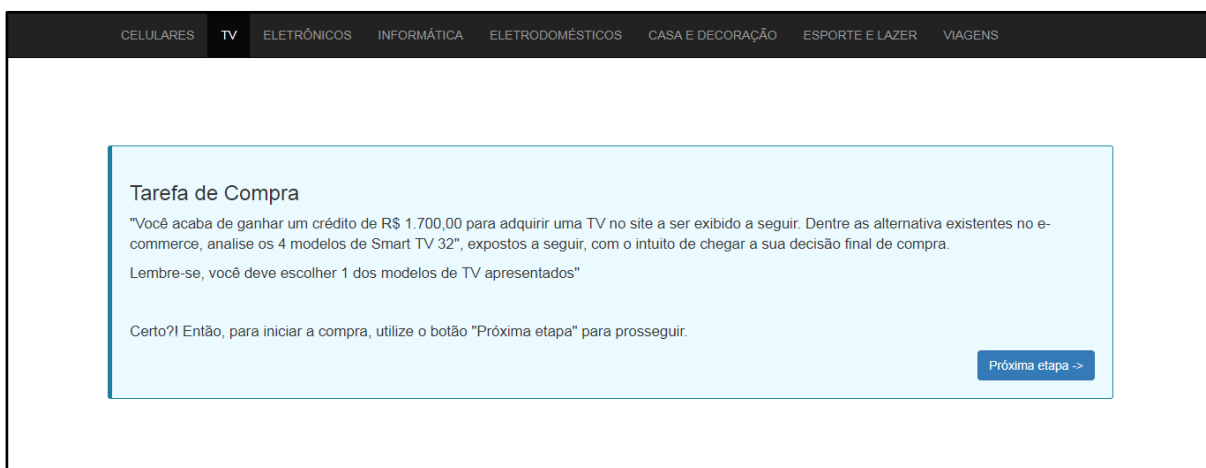 CELULARES TV ELETRÔNICOS INFORMÁTICA ELETRODOMÉSTICOS CASA E DECORAÇÃO ESPORTE E LAZER VIAGENS
Tarefa de Compra
"Você acaba de ganhar um crédito de R$ 1.700,00 para adquirir uma TV no site a ser exibido a seguir. Dentre as alternativa existentes no e-
commerce, analise os 4 modelos de Smart TV 32", expostos a seguir, com o intuito de chegar a sua decisão final de compra.
Lembre-se, você deve escolher 1 dos modelos de TV apresentados"
Certo?! Então, para iniciar a compra, utilize o botão "Próxima etapa" para prosseguir.
Próxima etapa ->